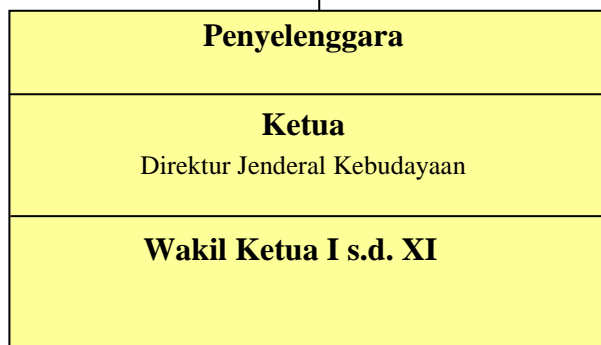 Penyelenggara
Ketua
Direktur Jenderal Kebudayaan
Wakil Ketua I s.d. XI